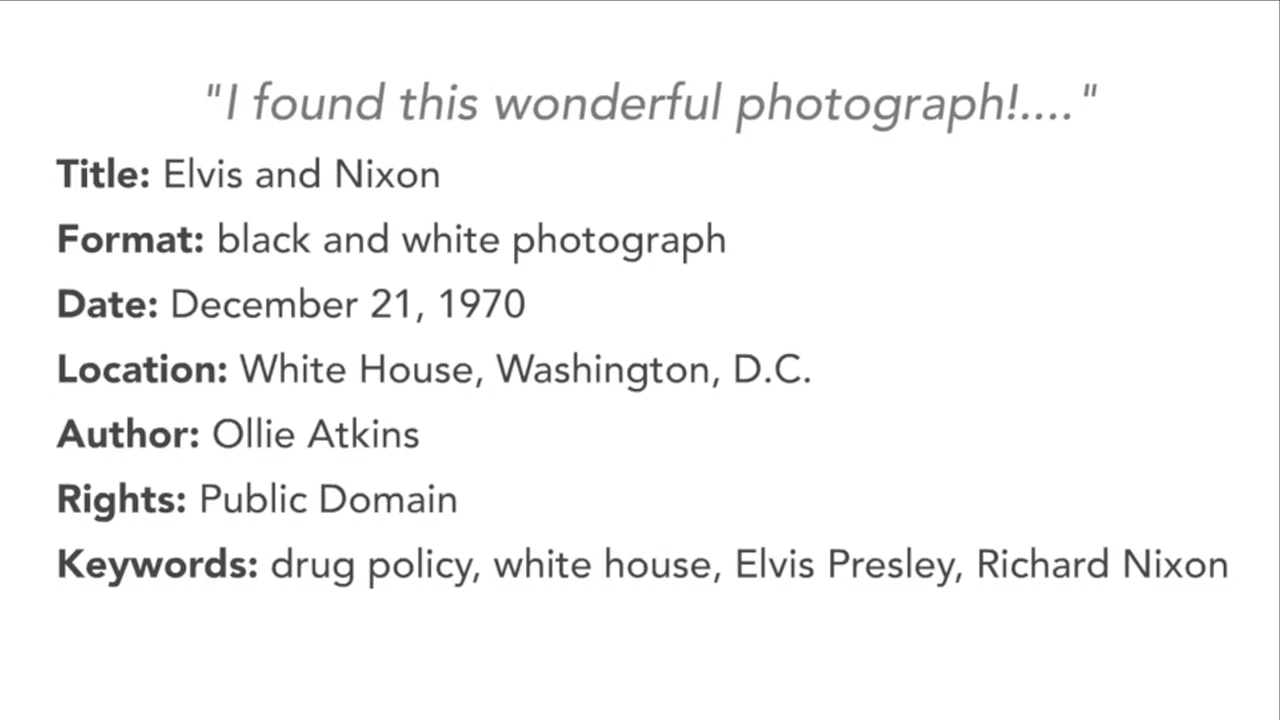 "I found this wonderful photograph!...."
Title: Elvis and Nixon
Format: black and white photograph
Date: December 21, 1970
Location: White House, Washington, D.C.
Author: Ollie Atkins
Rights: Public Domain
Keywords: drug policy, white house, Elvis Presley, Richard Nixon